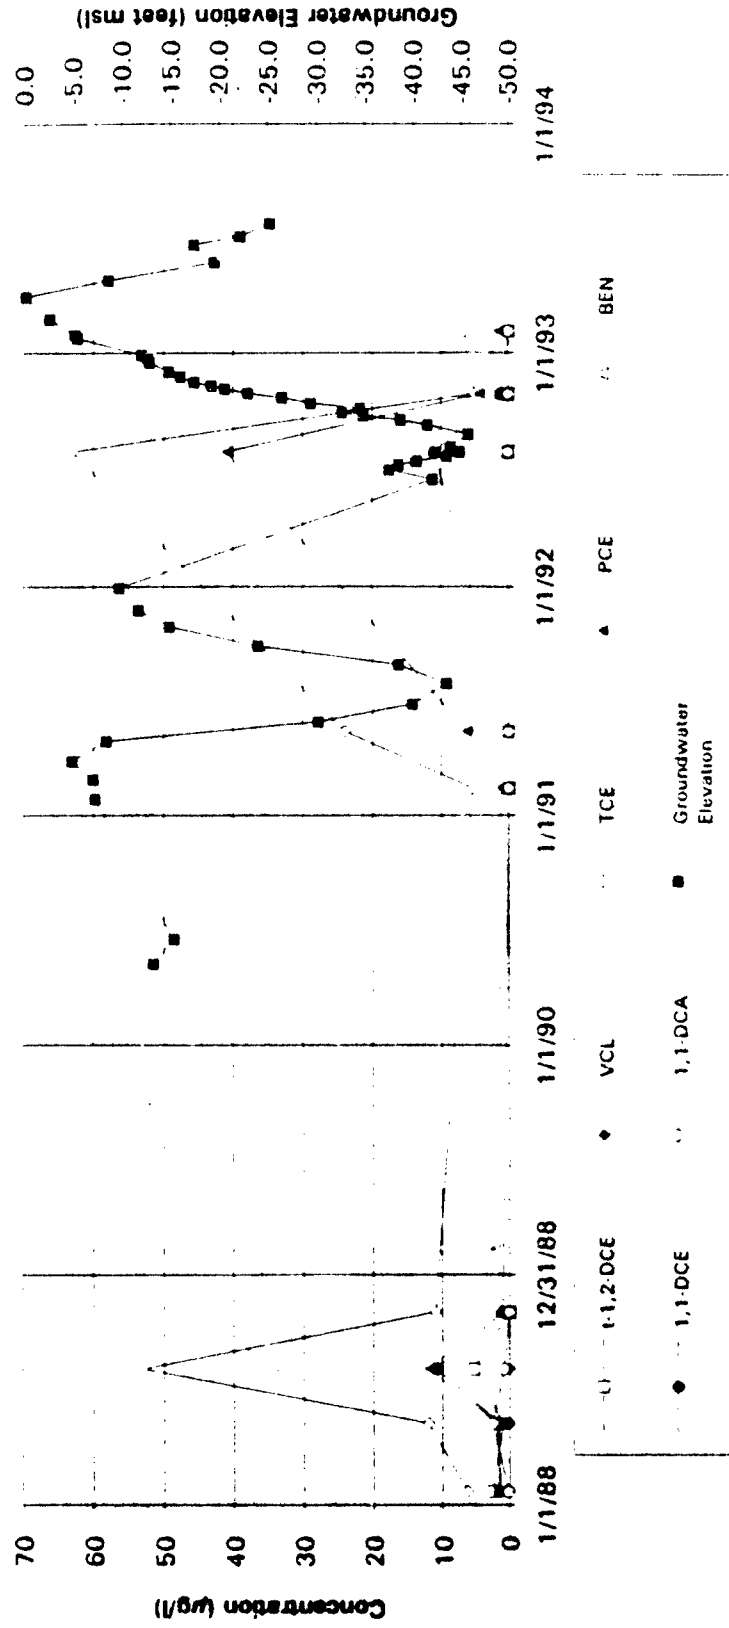 Concentration (µg/l)
70
60
50
40
30
20
10
0
1/1/88
12/31/88
1/1/90
1/1/91
1/1/92
1/1/93
1/1/94
0.0
-5.0
-10.0
-15.0
-20.0
-25.0
-30.0
-35.0
-40.0
-45.0
-50.0
Groundwater Elevation (feet msl)
t-1,2-DCE
VCL
TCE
PCE
BEN
1,1-DCE
1,1-DCA
Groundwater
Elevation